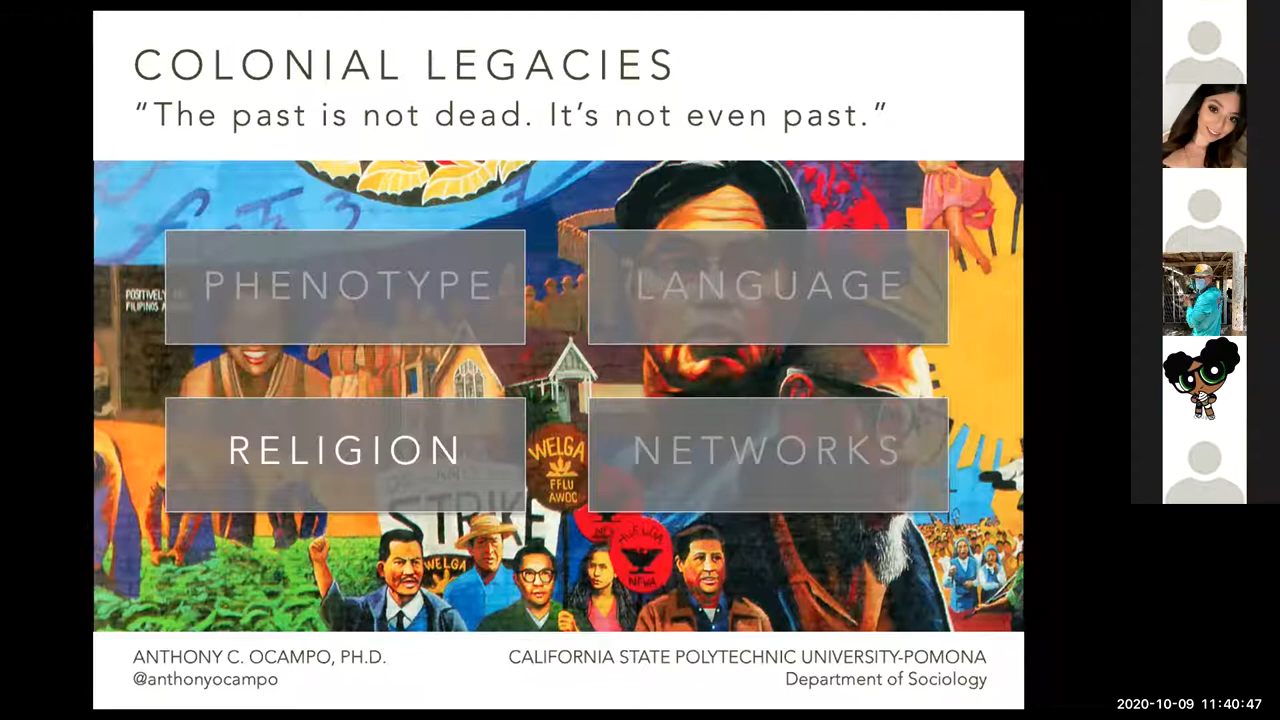 COLONIAL LEGACIES
“The past is not dead. It’s not even past.”
POSITIVELY
FILIPINOS A
PHENOTYPE
LANGUAGE
RELIGION
NETWORKS
WELGA
FFLU
AWOC
STRIKE
WELGA
HUELGA
NFWA
ANTHONY C. OCAMPO, PH.D.
@anthonyocampo
CALIFORNIA STATE POLYTECHNIC UNIVERSITY-POMONA
Department of Sociology
2020-10-09 11:40:47